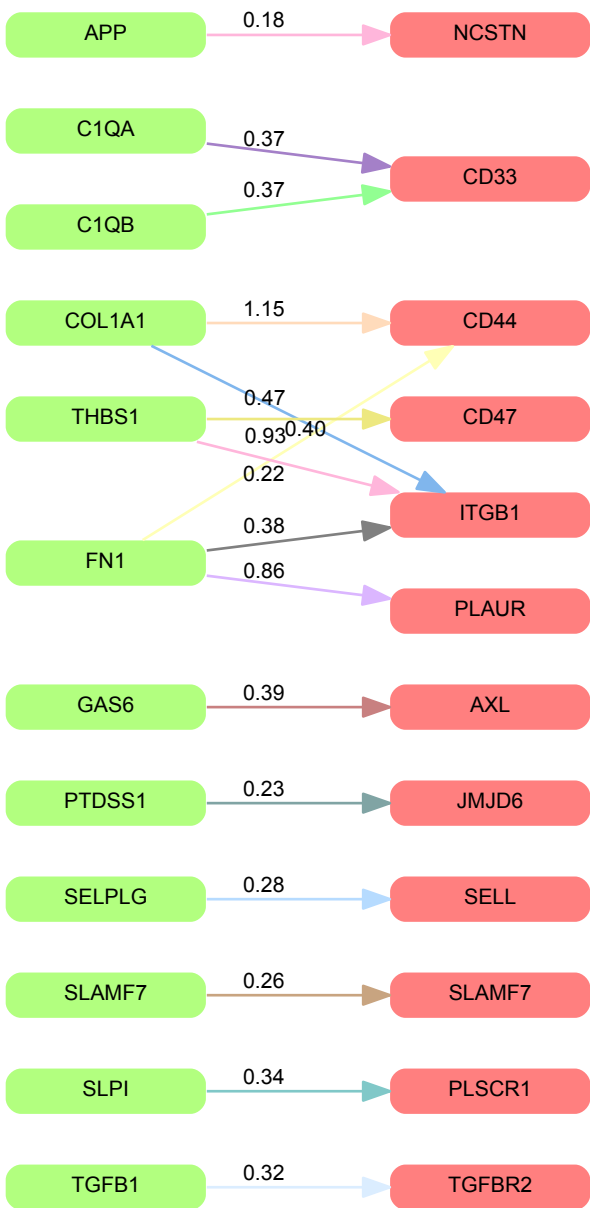 APP 0.18 NCSTN
C1QA 0.37 CD33
C1QB 0.37
COL1A1 1.15 CD44
THBS1 0.47 CD47
0.93 0.40
0.22
ITGB1
0.38
FN1 0.86
PLAUR
GAS6 0.39 AXL
PTDSS1 0.23 JMJD6
SELPLG 0.28 SELL
SLAMF7 0.26 SLAMF7
SLPI 0.34 PLSCR1
TGFB1 0.32 TGFBR2